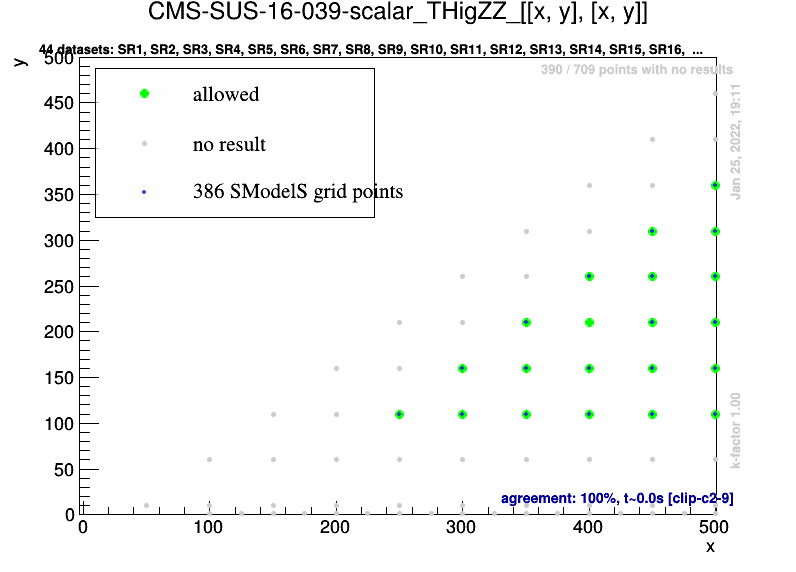 CMS-SUS-16-039-scalar_THigZZ_[[x, y], [x, y]]
44 datasets: SR1, SR2, SR3, SR4, SR5, SR6, SR7, SR8, SR9, SR10, SR11, SR12, SR13, SR14, SR15, SR16, ...
390 / 709 points with no results
y
500
450
400
350
300
250
200
150
100
50
0
allowed
no result
386 SModelS grid points
Jan 25, 2022, 19:11
k-factor 1.00
agreement: 100%, t~0.0s [clip-c2-9]
0 100 200 300 400 500
x